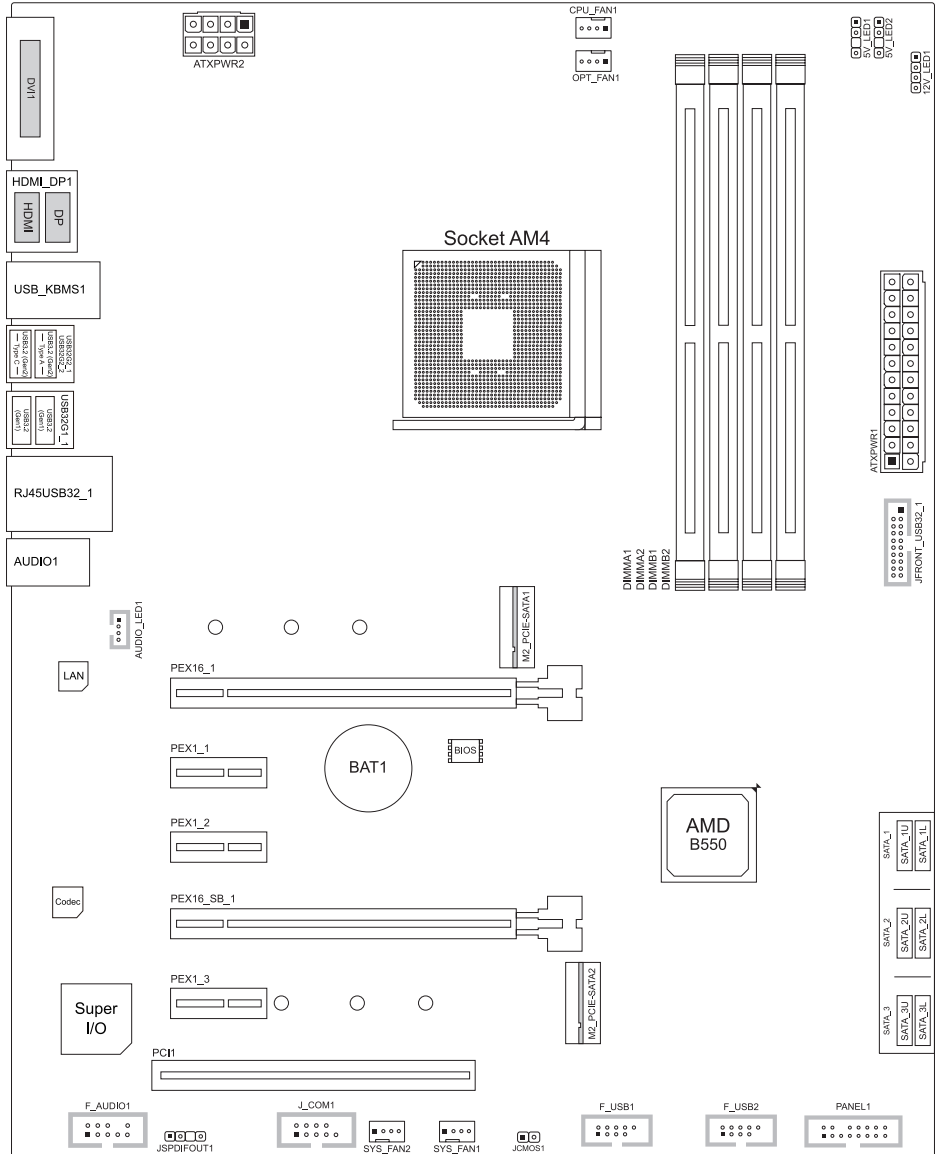 CPU_FAN1
ATXPWR2
OPT_FAN1
5V_LED1
5V_LED2
12V_LED1
DVI1
HDMI_DP1
HDMI
DP
Socket AM4
USB_KBMS1
USB32G2_1
USB32G2_2
USB3.2 (Gen2)
Type A
USB3.2 (Gen2)
Type C
USB32G1_1
USB3.2
(Gen1)
USB3.2
(Gen1)
ATXPWR1
RJ45USB32_1
JFRONT_USB32_1
AUDIO1
DIMMA1
DIMMA2
DIMMB1
DIMMB2
AUDIO_LED1
M2_PCIE-SATA1
LAN
PEX16_1
PEX1_1
BAT1
BIOS
PEX1_2
AMD
B550
SATA_1
SATA_1U
SATA_1L
Codec
PEX16_SB_1
SATA_2
SATA_2U
SATA_2L
PEX1_3
M2_PCIE-SATA2
Super
I/O
SATA_3
SATA_3U
SATA_3L
PCI1
F_AUDIO1
JSPDIFOUT1
J_COM1
SYS_FAN2
SYS_FAN1
JCMOS1
F_USB1
F_USB2
PANEL1